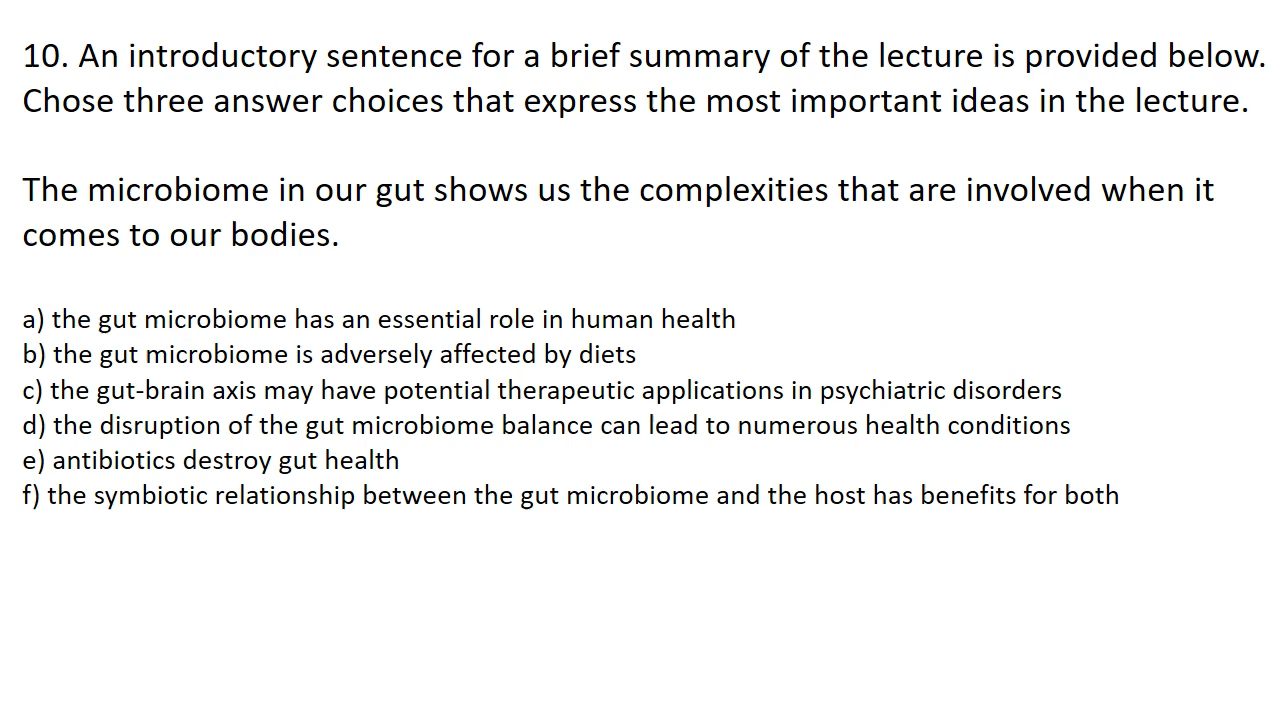 10. An introductory sentence for a brief summary of the lecture is provided below.
Chose three answer choices that express the most important ideas in the lecture.
The microbiome in our gut shows us the complexities that are involved when it
comes to our bodies.
a) the gut microbiome has an essential role in human health
b) the gut microbiome is adversely affected by diets
c) the gut-brain axis may have potential therapeutic applications in psychiatric disorders
d) the disruption of the gut microbiome balance can lead to numerous health conditions
e) antibiotics destroy gut health
f) the symbiotic relationship between the gut microbiome and the host has benefits for both